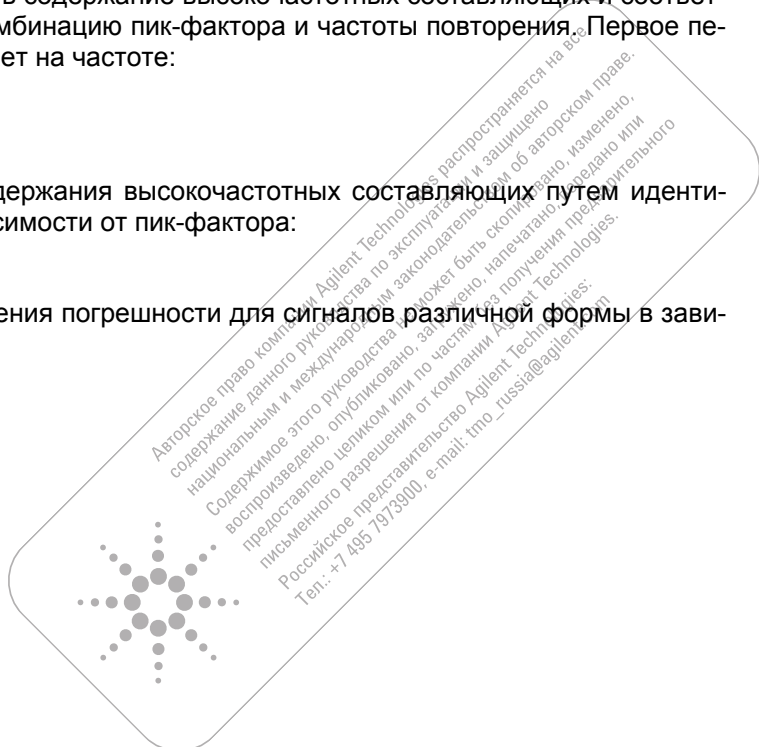 ь содержание высокочастотных составляющих и соответ-
мбинацию пик-фактора и частоты повторения. Первое пе-
ет на частоте:
держания высокочастотных составляющих путем иденти-
симости от пик-фактора:
ения погрешности для сигналов различной формы в зави-
Авторское право компании Agilent Technologies распространяется на все
содержание данного руководства по эксплуатации и защищено
национальным и международным законодательством об авторском праве.
Содержимое этого руководства не может быть скопировано, изменено,
воспроизведено, опубликовано, загружено, напечатано, передано или
предоставлено целиком или по частям без получения предварительного
письменного разрешения от компании Agilent Technologies.
Российское представительство Agilent Technologies:
Тел.: +7 495 7973900, e-mail: tmo_russia@agilent.com